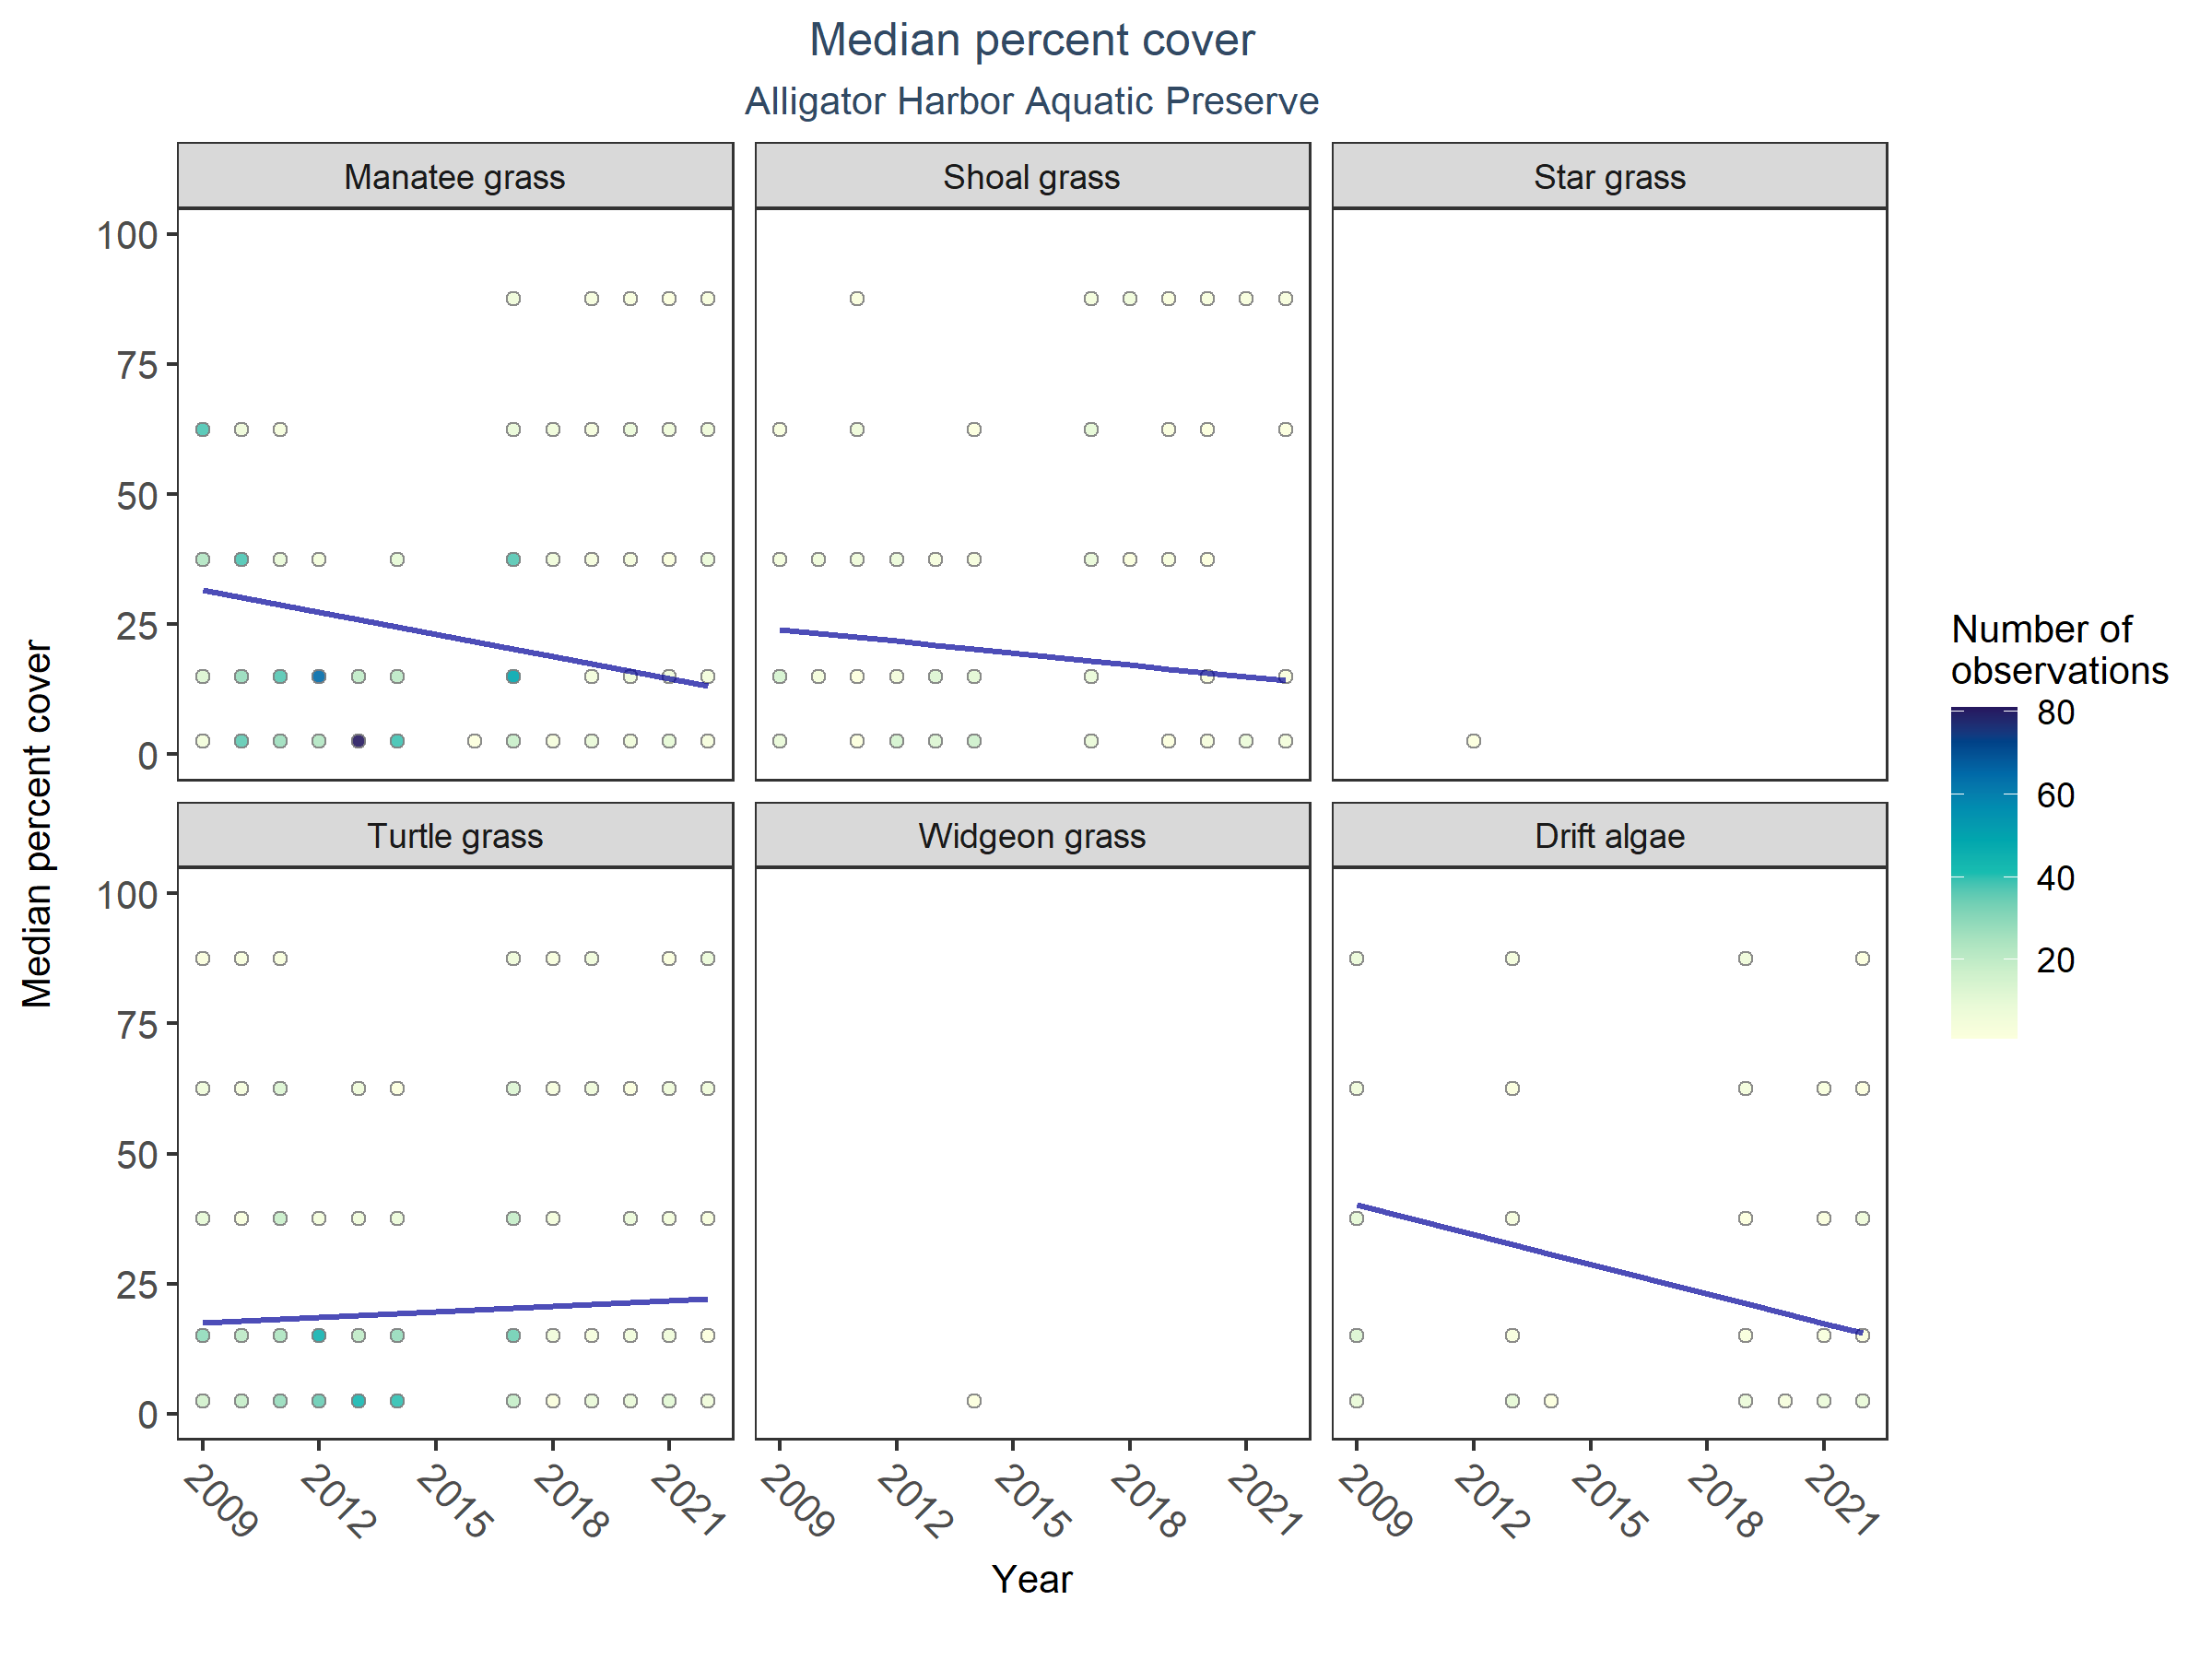 Median percent cover
Alligator Harbor Aquatic Preserve
Manatee grass
Shoal grass
Star grass
100
75
50
25
0
Turtle grass
Widgeon grass
Drift algae
100
75
50
25
0
2009 2012 2015 2018 2021
2009 2012 2015 2018 2021
2009 2012 2015 2018 2021
Year
Median percent cover
Number of
observations
80
60
40
20